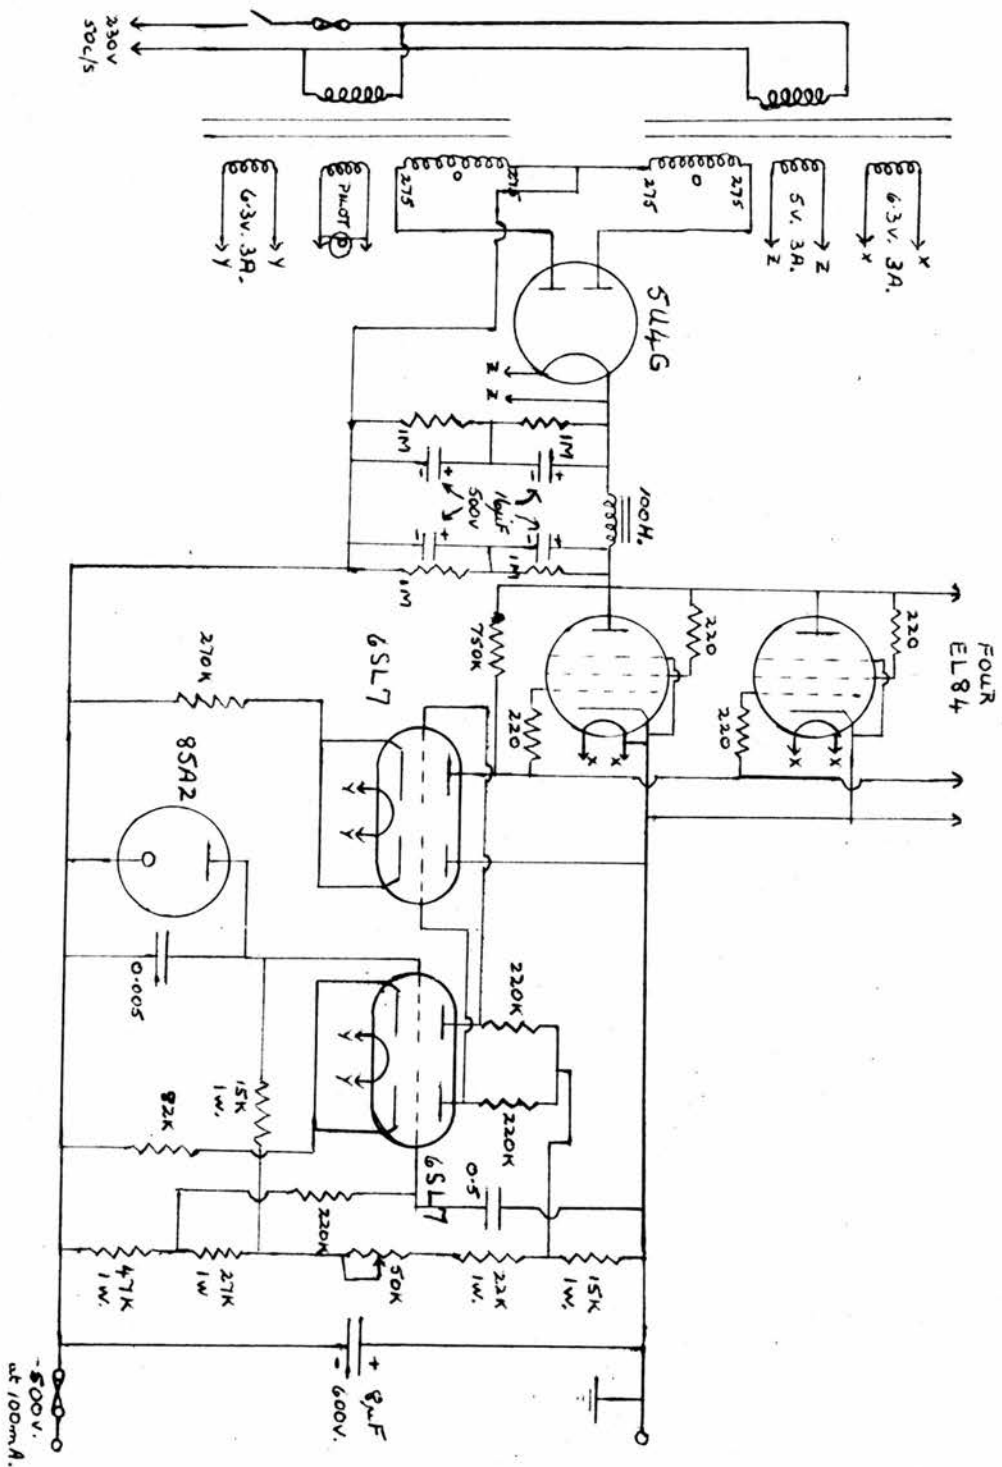 230V
50c/s
6.3V. 3A.
Y
Y
PILOT
P
275
0
275
275
0
275
5V. 3A.
Z
Z
6.3V. 3A.
X
X
5U4G
Z
Z
1M
1M
16µF
500V
+
-
+
-
+
-
+
-
1M
1M
100H.
FOUR
EL84
220
220
220
220
X
X
X
X
750K
270K
6SL7
Y
Y
85A2
0.005
220K
220K
6SL7
Y
Y
15K
1W.
82K
0.5
220K
47K
1W.
27K
1W
50K
22K
1W.
15K
1W.
+
-
8µF
600V.
-500V.
at 100mA.